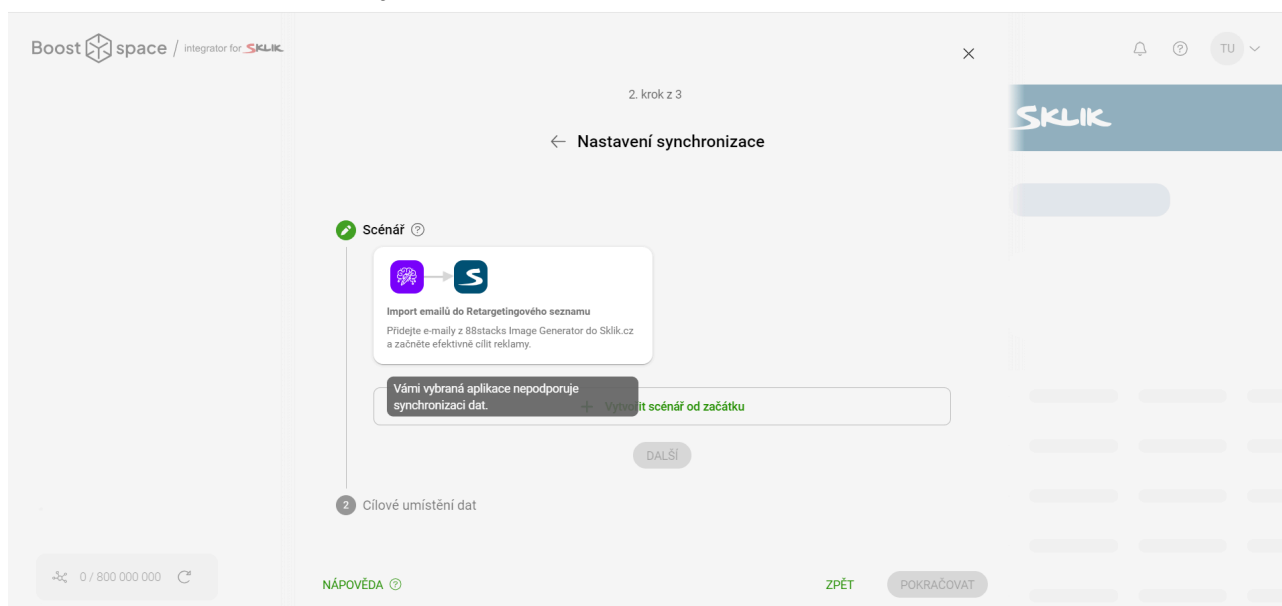 Boost space / integrator for SKLIK
TU
2. krok z 3
SKLIK
← Nastavení synchronizace
Scénář
Import emailů do Retargetingového seznamu
Přidejte e-maily z 88stacks Image Generator do Sklik.cz
a začněte efektivně cílit reklamy.
Vámi vybraná aplikace nepodporuje
synchronizaci dat.
+ Vytvořit scénář od začátku
DALŠÍ
2 Cílové umístění dat
0 / 800 000 000
NÁPOVĚDA
ZPĚT
POKRAČOVAT